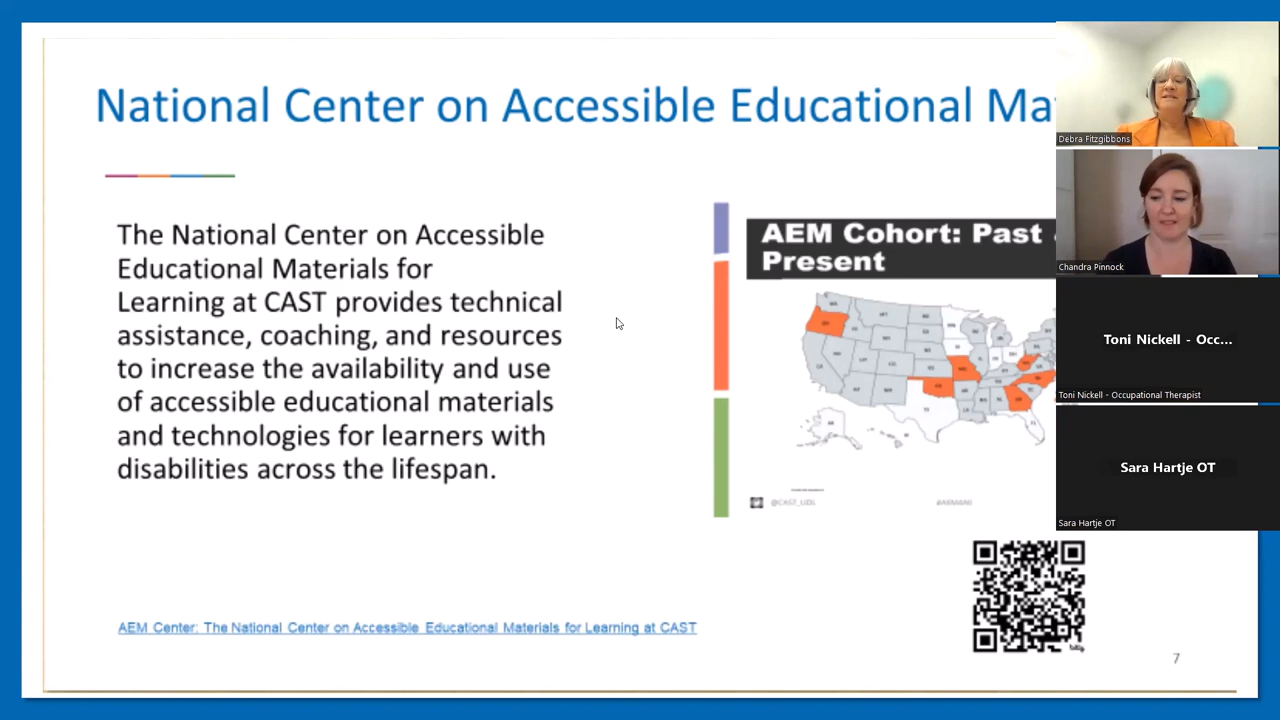 National Center on Accessible Educational Ma
The National Center on Accessible
Educational Materials for
Learning at CAST provides technical
assistance, coaching, and resources
to increase the availability and use
of accessible educational materials
and technologies for learners with
disabilities across the lifespan.
AEM Cohort: Past
Present
@CAST_UDL
AEM Center: The National Center on Accessible Educational Materials for Learning at CAST
7
Debra Fitzgibbons
Chandra Pinnock
Toni Nickell - Occ...
Toni Nickell - Occupational Therapist
Sara Hartje OT
Sara Hartje OT